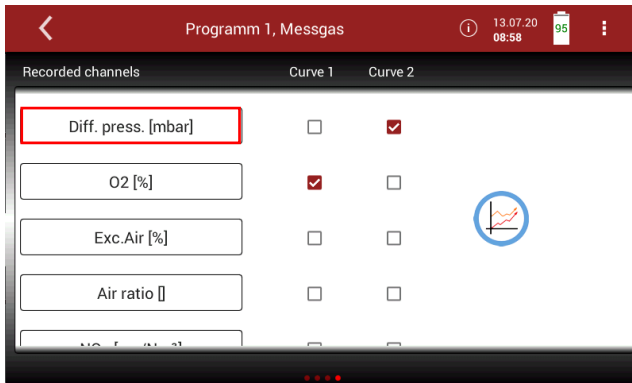 Programm 1, Messgas
13.07.20
08:58
95
Recorded channels Curve 1 Curve 2
Diff. press. [mbar]
O2 [%]
Exc.Air [%]
Air ratio []